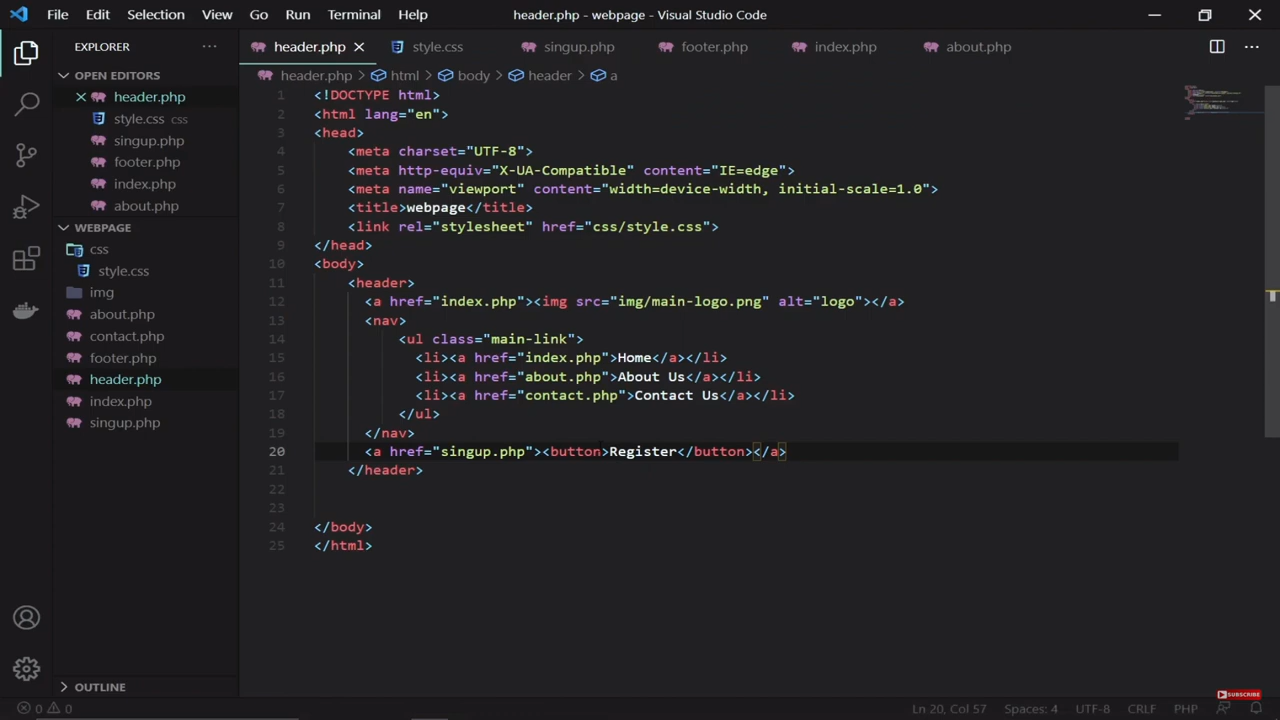 File Edit Selection View Go Run Terminal Help header.php - webpage - Visual Studio Code
EXPLORER
OPEN EDITORS
header.php
style.css css
singup.php
footer.php
index.php
about.php
WEBPAGE
css
style.css
img
about.php
contact.php
footer.php
header.php
index.php
singup.php
OUTLINE
header.php style.css singup.php footer.php index.php about.php
header.php > html > body > header > a
1 <!DOCTYPE html>
2 <html lang="en">
3 <head>
4 <meta charset="UTF-8">
5 <meta http-equiv="X-UA-Compatible" content="IE=edge">
6 <meta name="viewport" content="width=device-width, initial-scale=1.0">
7 <title>webpage</title>
8 <link rel="stylesheet" href="css/style.css">
9 </head>
10 <body>
11 <header>
12 <a href="index.php"><img src="img/main-logo.png" alt="logo"></a>
13 <nav>
14 <ul class="main-link">
15 <li><a href="index.php">Home</a></li>
16 <li><a href="about.php">About Us</a></li>
17 <li><a href="contact.php">Contact Us</a></li>
18 </ul>
19 </nav>
20 <a href="singup.php"><button>Register</button></a>
21 </header>
22
23
24 </body>
25 </html>
SUBSCRIBE
0 0 Ln 20, Col 57 Spaces: 4 UTF-8 CRLF PHP